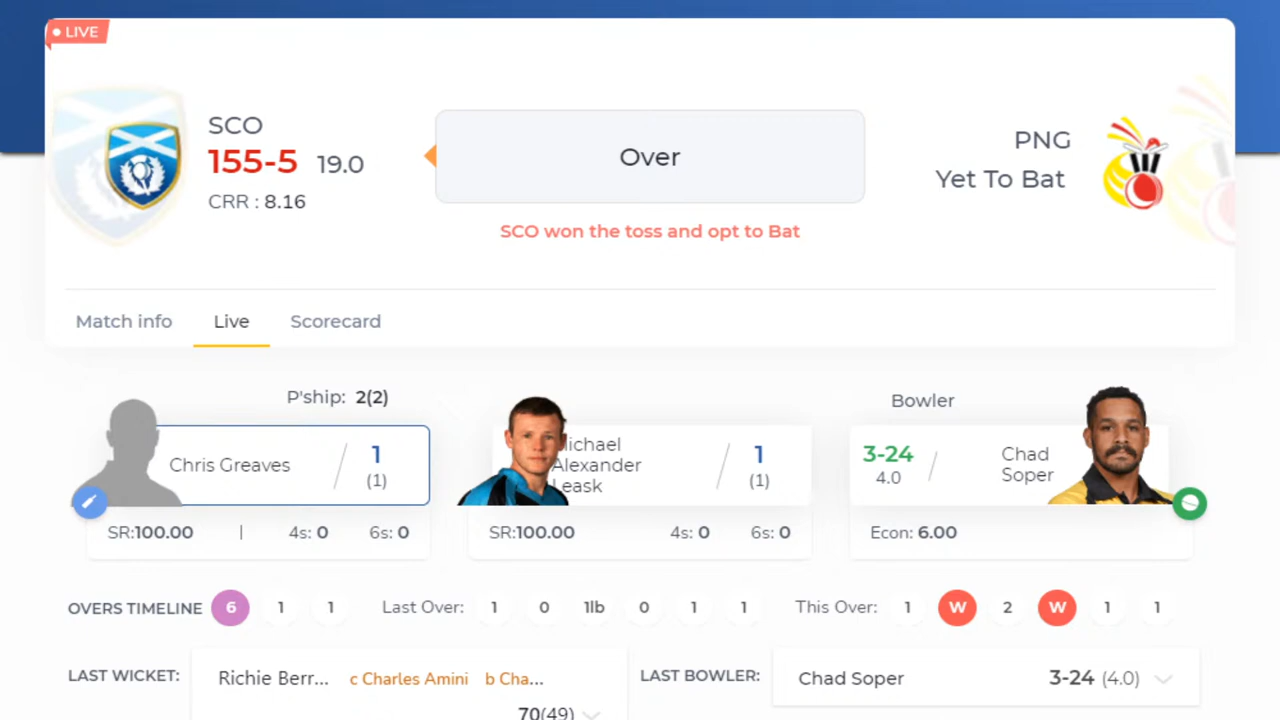 LIVE
SCO
155-5 19.0
CRR : 8.16
Over
SCO won the toss and opt to Bat
PNG
Yet To Bat
Match info Live Scorecard
P'ship: 2(2)
Chris Greaves 1 (1)
SR:100.00 | 4s: 0 6s: 0
Alexander
Leask
1 (1)
SR:100.00 4s: 0 6s: 0
Bowler
3-24
4.0
Chad
Soper
Econ: 6.00
OVERS TIMELINE 6 1 1 Last Over: 1 0 1lb 0 1 1 This Over: 1 W 2 W 1 1
LAST WICKET: Richie Berr... c Charles Amini b Cha...
70(49)
LAST BOWLER: Chad Soper 3-24 (4.0)